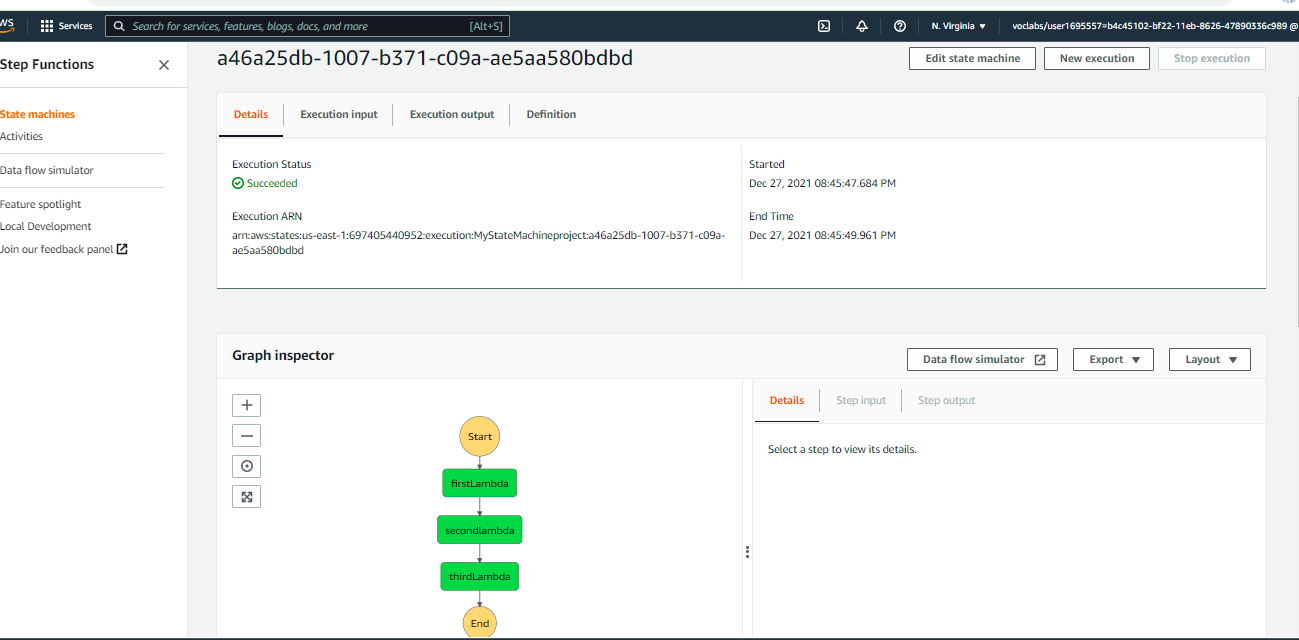 aws
Services
Search for services, features, blogs, docs, and more [Alt+S]
N. Virginia ▼
voclabs/user1695557=b4c45102-bf22-11eb-8626-47890336c989 @
Step Functions
State machines
Activities
Data flow simulator
Feature spotlight
Local Development
Join our feedback panel
a46a25db-1007-b371-c09a-ae5aa580bdbd
Edit state machine
New execution
Stop execution
Details
Execution input
Execution output
Definition
Execution Status
Succeeded
Execution ARN
arn:aws:states:us-east-1:697405440952:execution:MyStateMachineproject:a46a25db-1007-b371-c09a-
ae5aa580bdbd
Started
Dec 27, 2021 08:45:47.684 PM
End Time
Dec 27, 2021 08:45:49.961 PM
Graph inspector
Data flow simulator
Export ▼
Layout ▼
Start
firstLambda
secondlambda
thirdLambda
End
Details
Step input
Step output
Select a step to view its details.